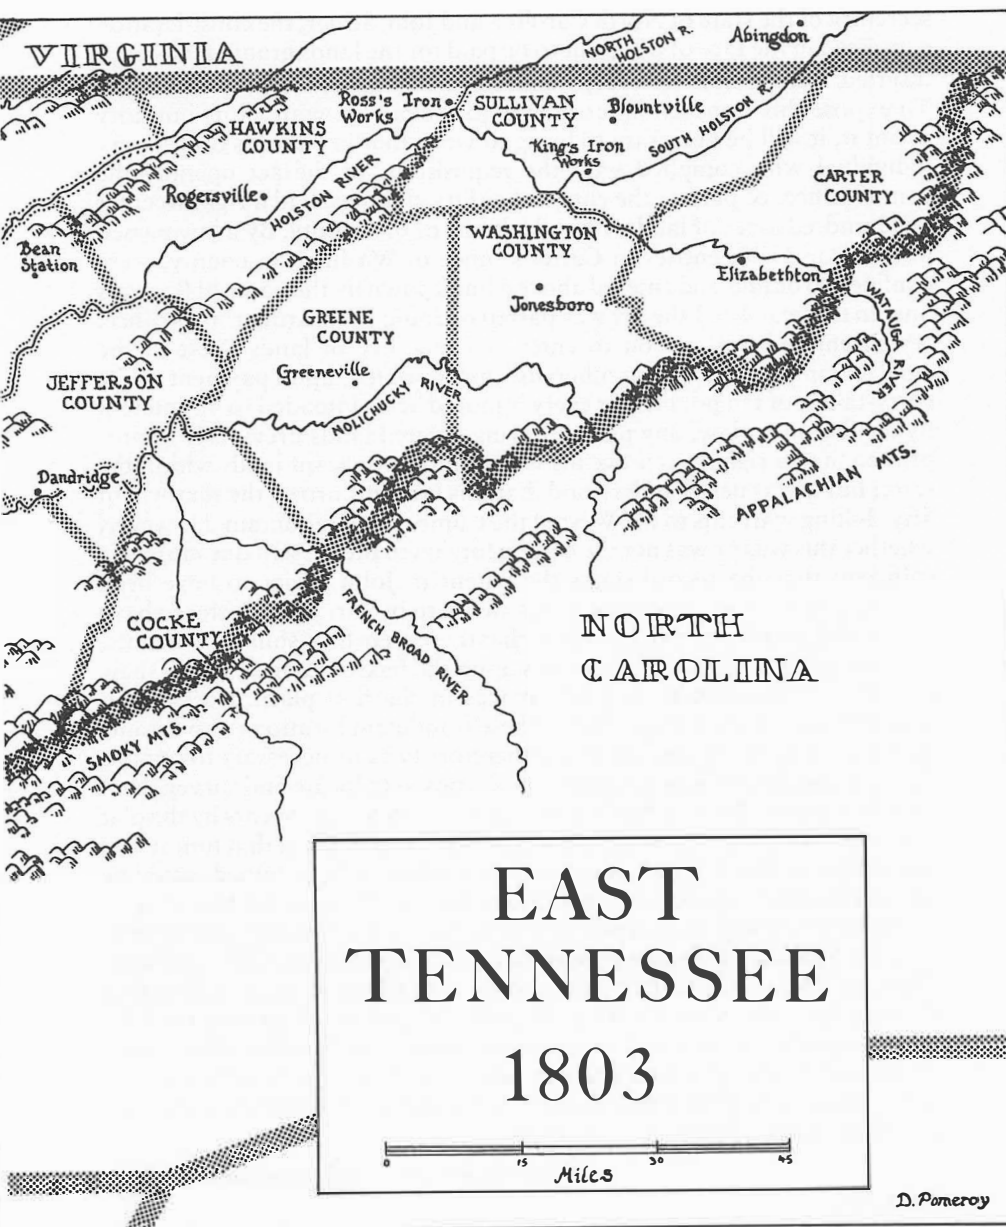 VIRGINIA
NORTH
HOLSTON R.
Abingdon
Ross's Iron
Works
SULLIVAN
COUNTY
Blountville
SOUTH HOLSTON R.
HAWKINS
COUNTY
King's Iron
Works
Rogersville
HOLSTON RIVER
CARTER
COUNTY
Bean
Station
WASHINGTON
COUNTY
Elizabethton
Jonesboro
WATAUGA RIVER
GREENE
COUNTY
Greeneville
JEFFERSON
COUNTY
NOLICHUCKY RIVER
Dandridge
APPALACHIAN MTS.
COCKE
COUNTY
FRENCH BROAD RIVER
NORTH
CAROLINA
SMOKY MTS.
EAST
TENNESSEE
1803
0 15 30 45
Miles
D. Pomeroy